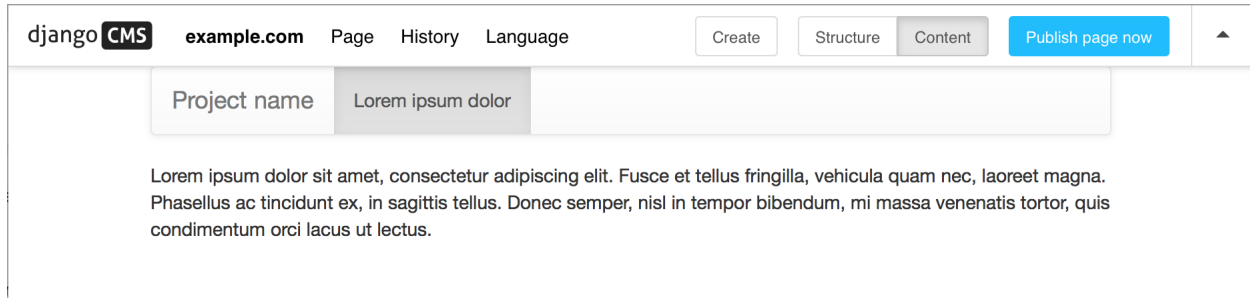 django CMS example.com Page History Language Create Structure Content Publish page now
Project name Lorem ipsum dolor
Lorem ipsum dolor sit amet, consectetur adipiscing elit. Fusce et tellus fringilla, vehicula quam nec, laoreet magna.
Phasellus ac tincidunt ex, in sagittis tellus. Donec semper, nisl in tempor bibendum, mi massa venenatis tortor, quis
condimentum orci lacus ut lectus.